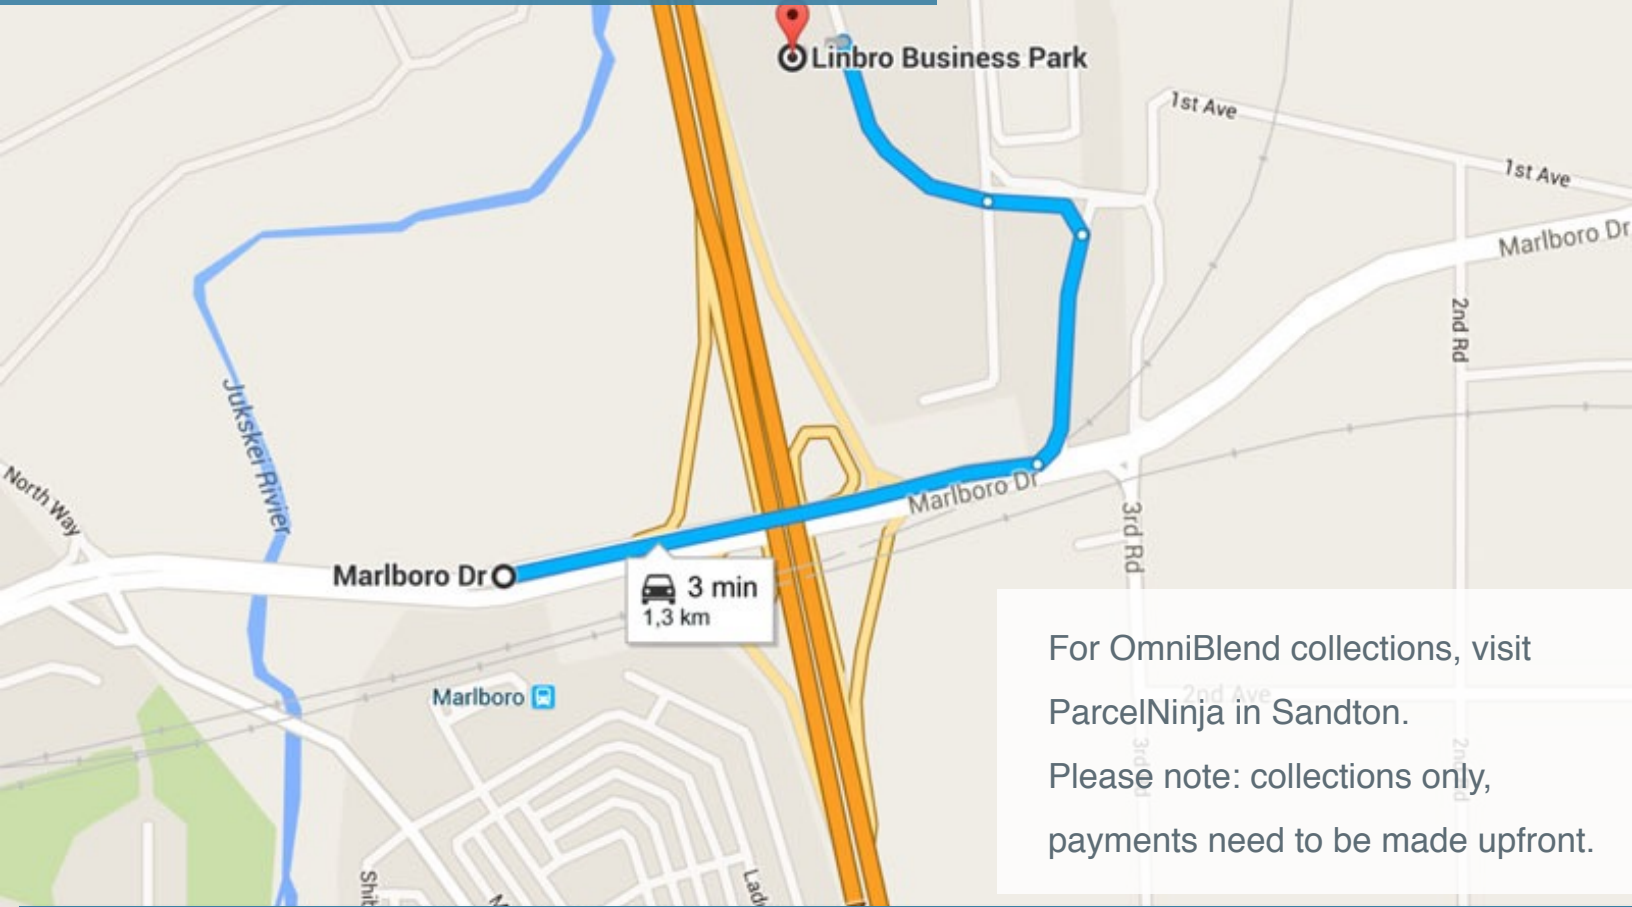 Linbro Business Park
1st Ave
1st Ave
Marlboro Dr
2nd Rd
Jukskei Rivier
North Way
Marlboro Dr
3rd Rd
Marlboro Dr
3 min
1,3 km
Marlboro
2nd Ave
For OmniBlend collections, visit
ParcelNinja in Sandton.
Please note: collections only,
payments need to be made upfront.